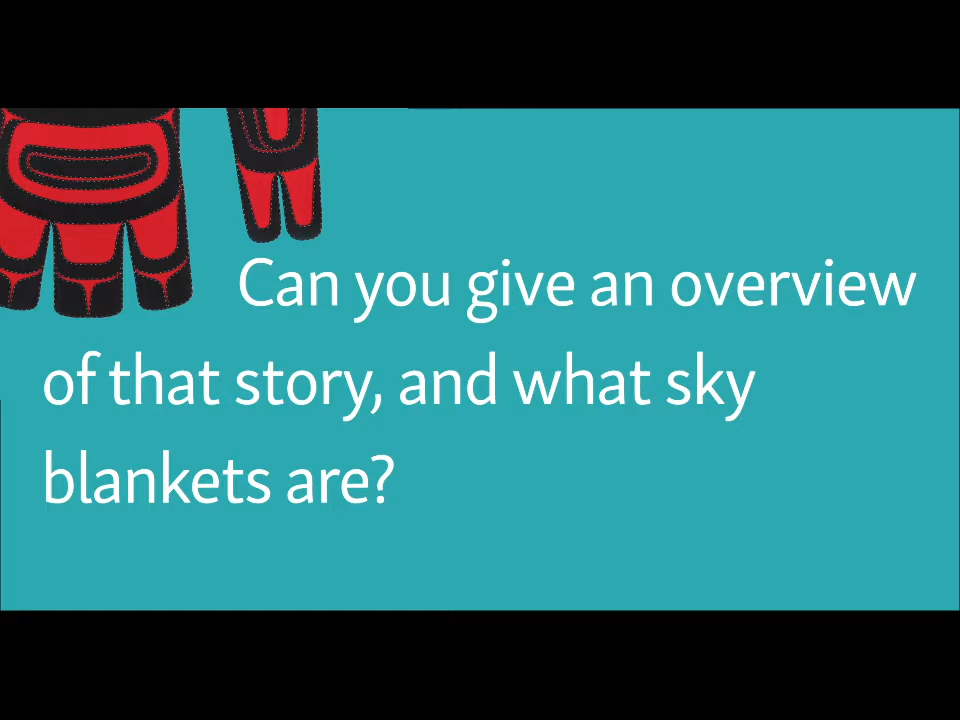 Can you give an overview
of that story, and what sky
blankets are?